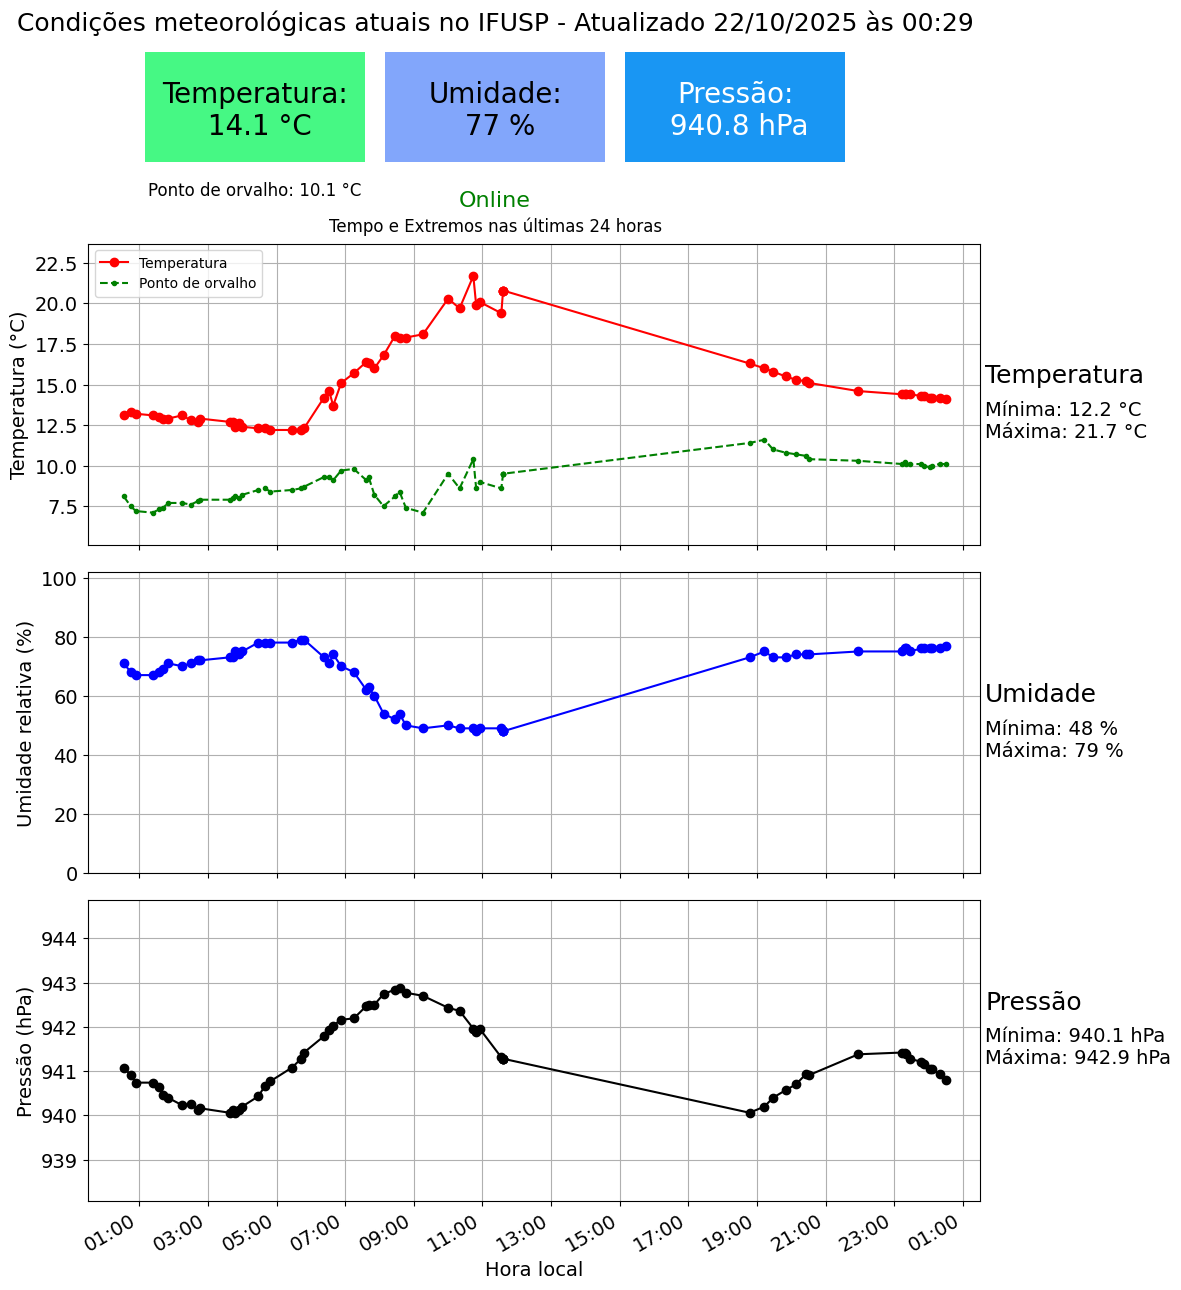 Condições meteorológicas atuais no IFUSP - Atualizado 22/10/2025 às 00:29
Temperatura:
14.1 °C
Umidade:
77 %
Pressão:
940.8 hPa
Ponto de orvalho: 10.1 °C
Online
Tempo e Extremos nas últimas 24 horas
Temperatura (°C)
22.5
20.0
17.5
15.0
12.5
10.0
7.5
Temperatura
Ponto de orvalho
Temperatura
Mínima: 12.2 °C
Máxima: 21.7 °C
Umidade relativa (%)
100
80
60
40
20
0
Umidade
Mínima: 48 %
Máxima: 79 %
Pressão (hPa)
944
943
942
941
940
939
Pressão
Mínima: 940.1 hPa
Máxima: 942.9 hPa
01:00 03:00 05:00 07:00 09:00 11:00 13:00 15:00 17:00 19:00 21:00 23:00 01:00
Hora local